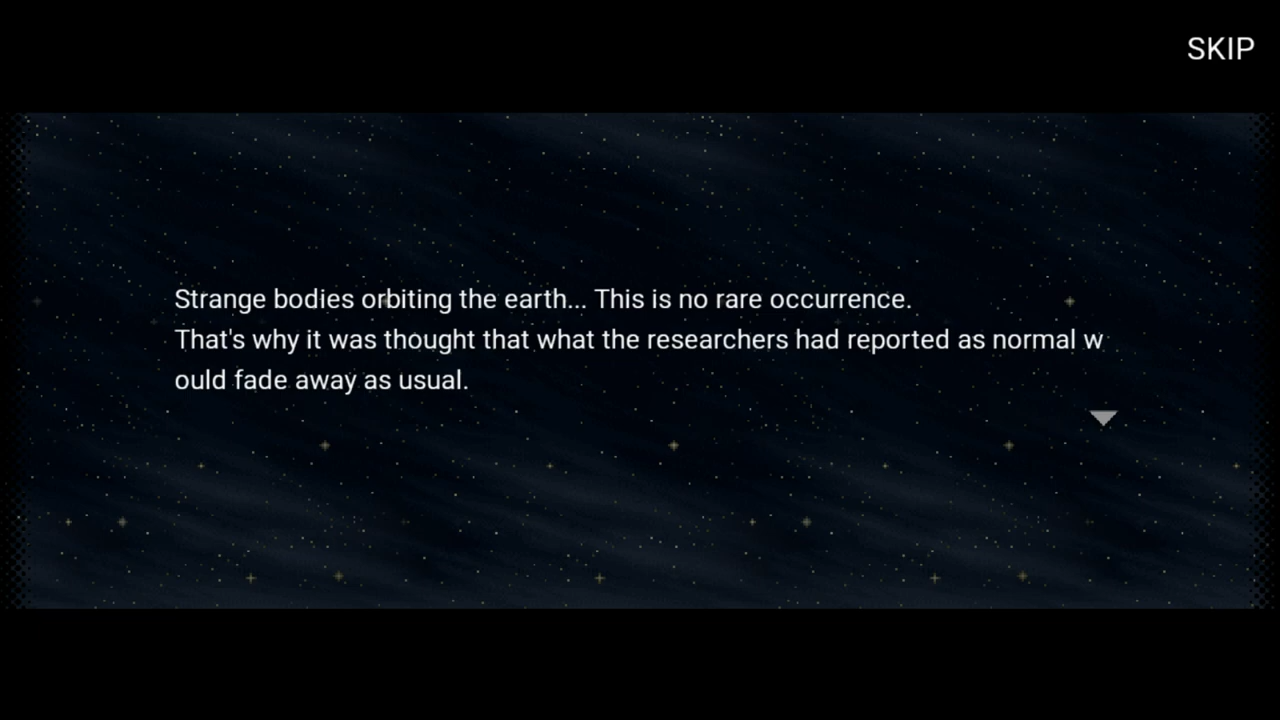 SKIP
Strange bodies orbiting the earth... This is no rare occurrence.
That's why it was thought that what the researchers had reported as normal w
ould fade away as usual.